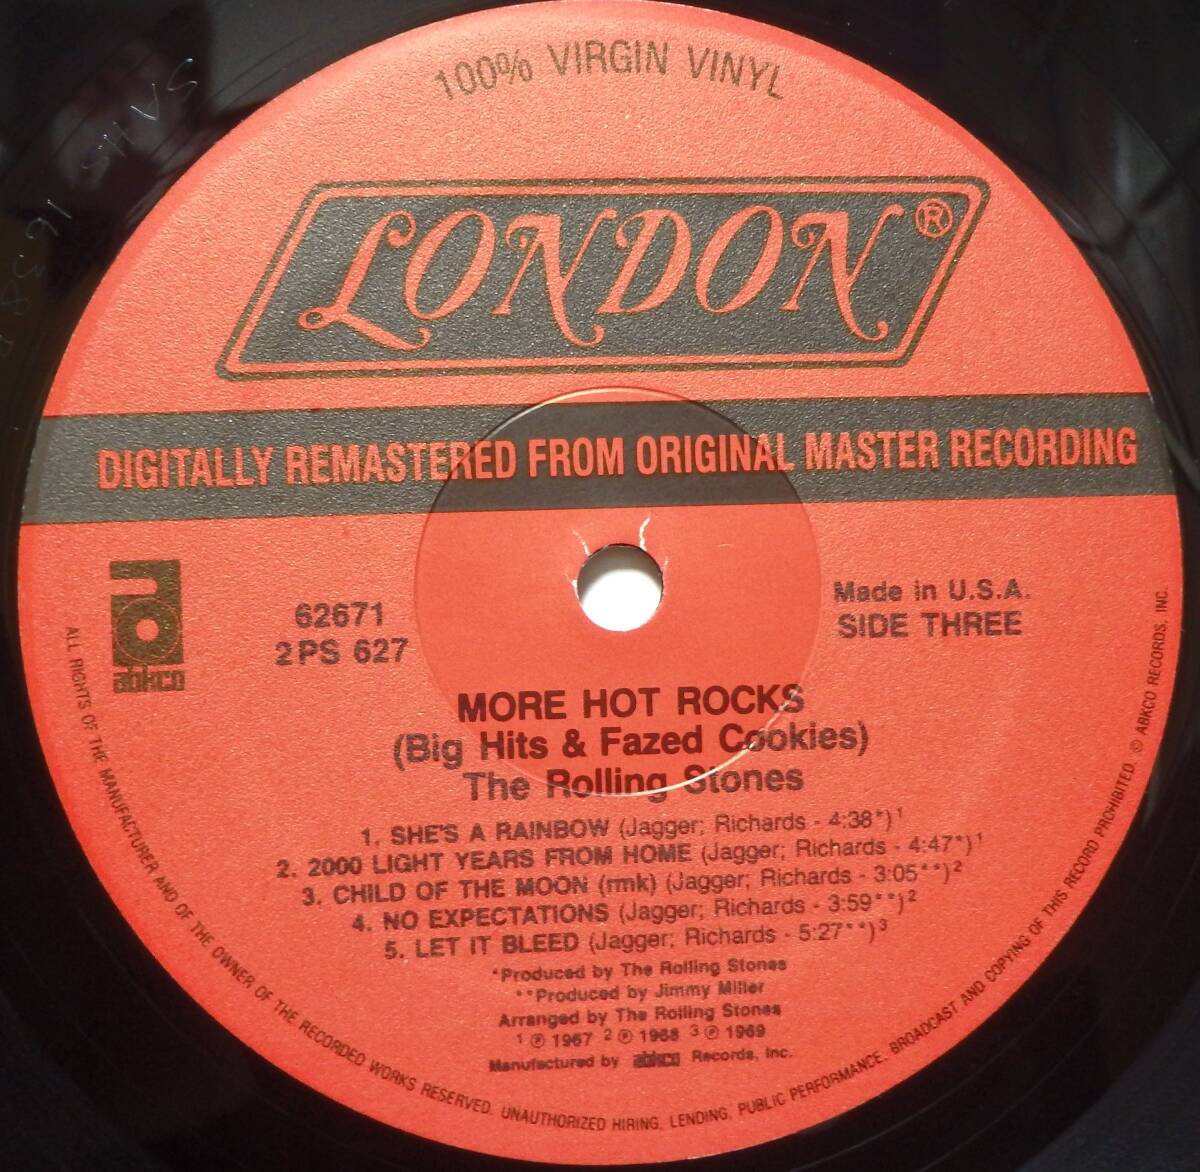 100% VIRGIN VINYL
LONDON®
DIGITALLY REMASTERED FROM ORIGINAL MASTER RECORDING
abkco
62671
2PS 627
Made in U.S.A.
SIDE THREE
MORE HOT ROCKS
(Big Hits & Fazed Cookies)
The Rolling Stones
1. SHE'S A RAINBOW (Jagger; Richards - 4:38*)¹
2. 2000 LIGHT YEARS FROM HOME (Jagger; Richards - 4:47*)¹
3. CHILD OF THE MOON (rmk) (Jagger; Richards - 3:05**)²
4. NO EXPECTATIONS (Jagger; Richards - 3:59**)²
5. LET IT BLEED (Jagger; Richards - 5:27**)³
*Produced by The Rolling Stones
**Produced by Jimmy Miller
Arranged by The Rolling Stones
¹ ℗ 1967 ² ℗ 1968 ³ ℗ 1969
Manufactured by abkco Records, Inc.
ALL RIGHTS OF THE MANUFACTURER AND OF THE OWNER OF THE RECORDED WORKS RESERVED. UNAUTHORIZED HIRING, LENDING, PUBLIC PERFORMANCE, BROADCAST AND COPYING OF THIS RECORD PROHIBITED. © ABKCO RECORDS, INC.